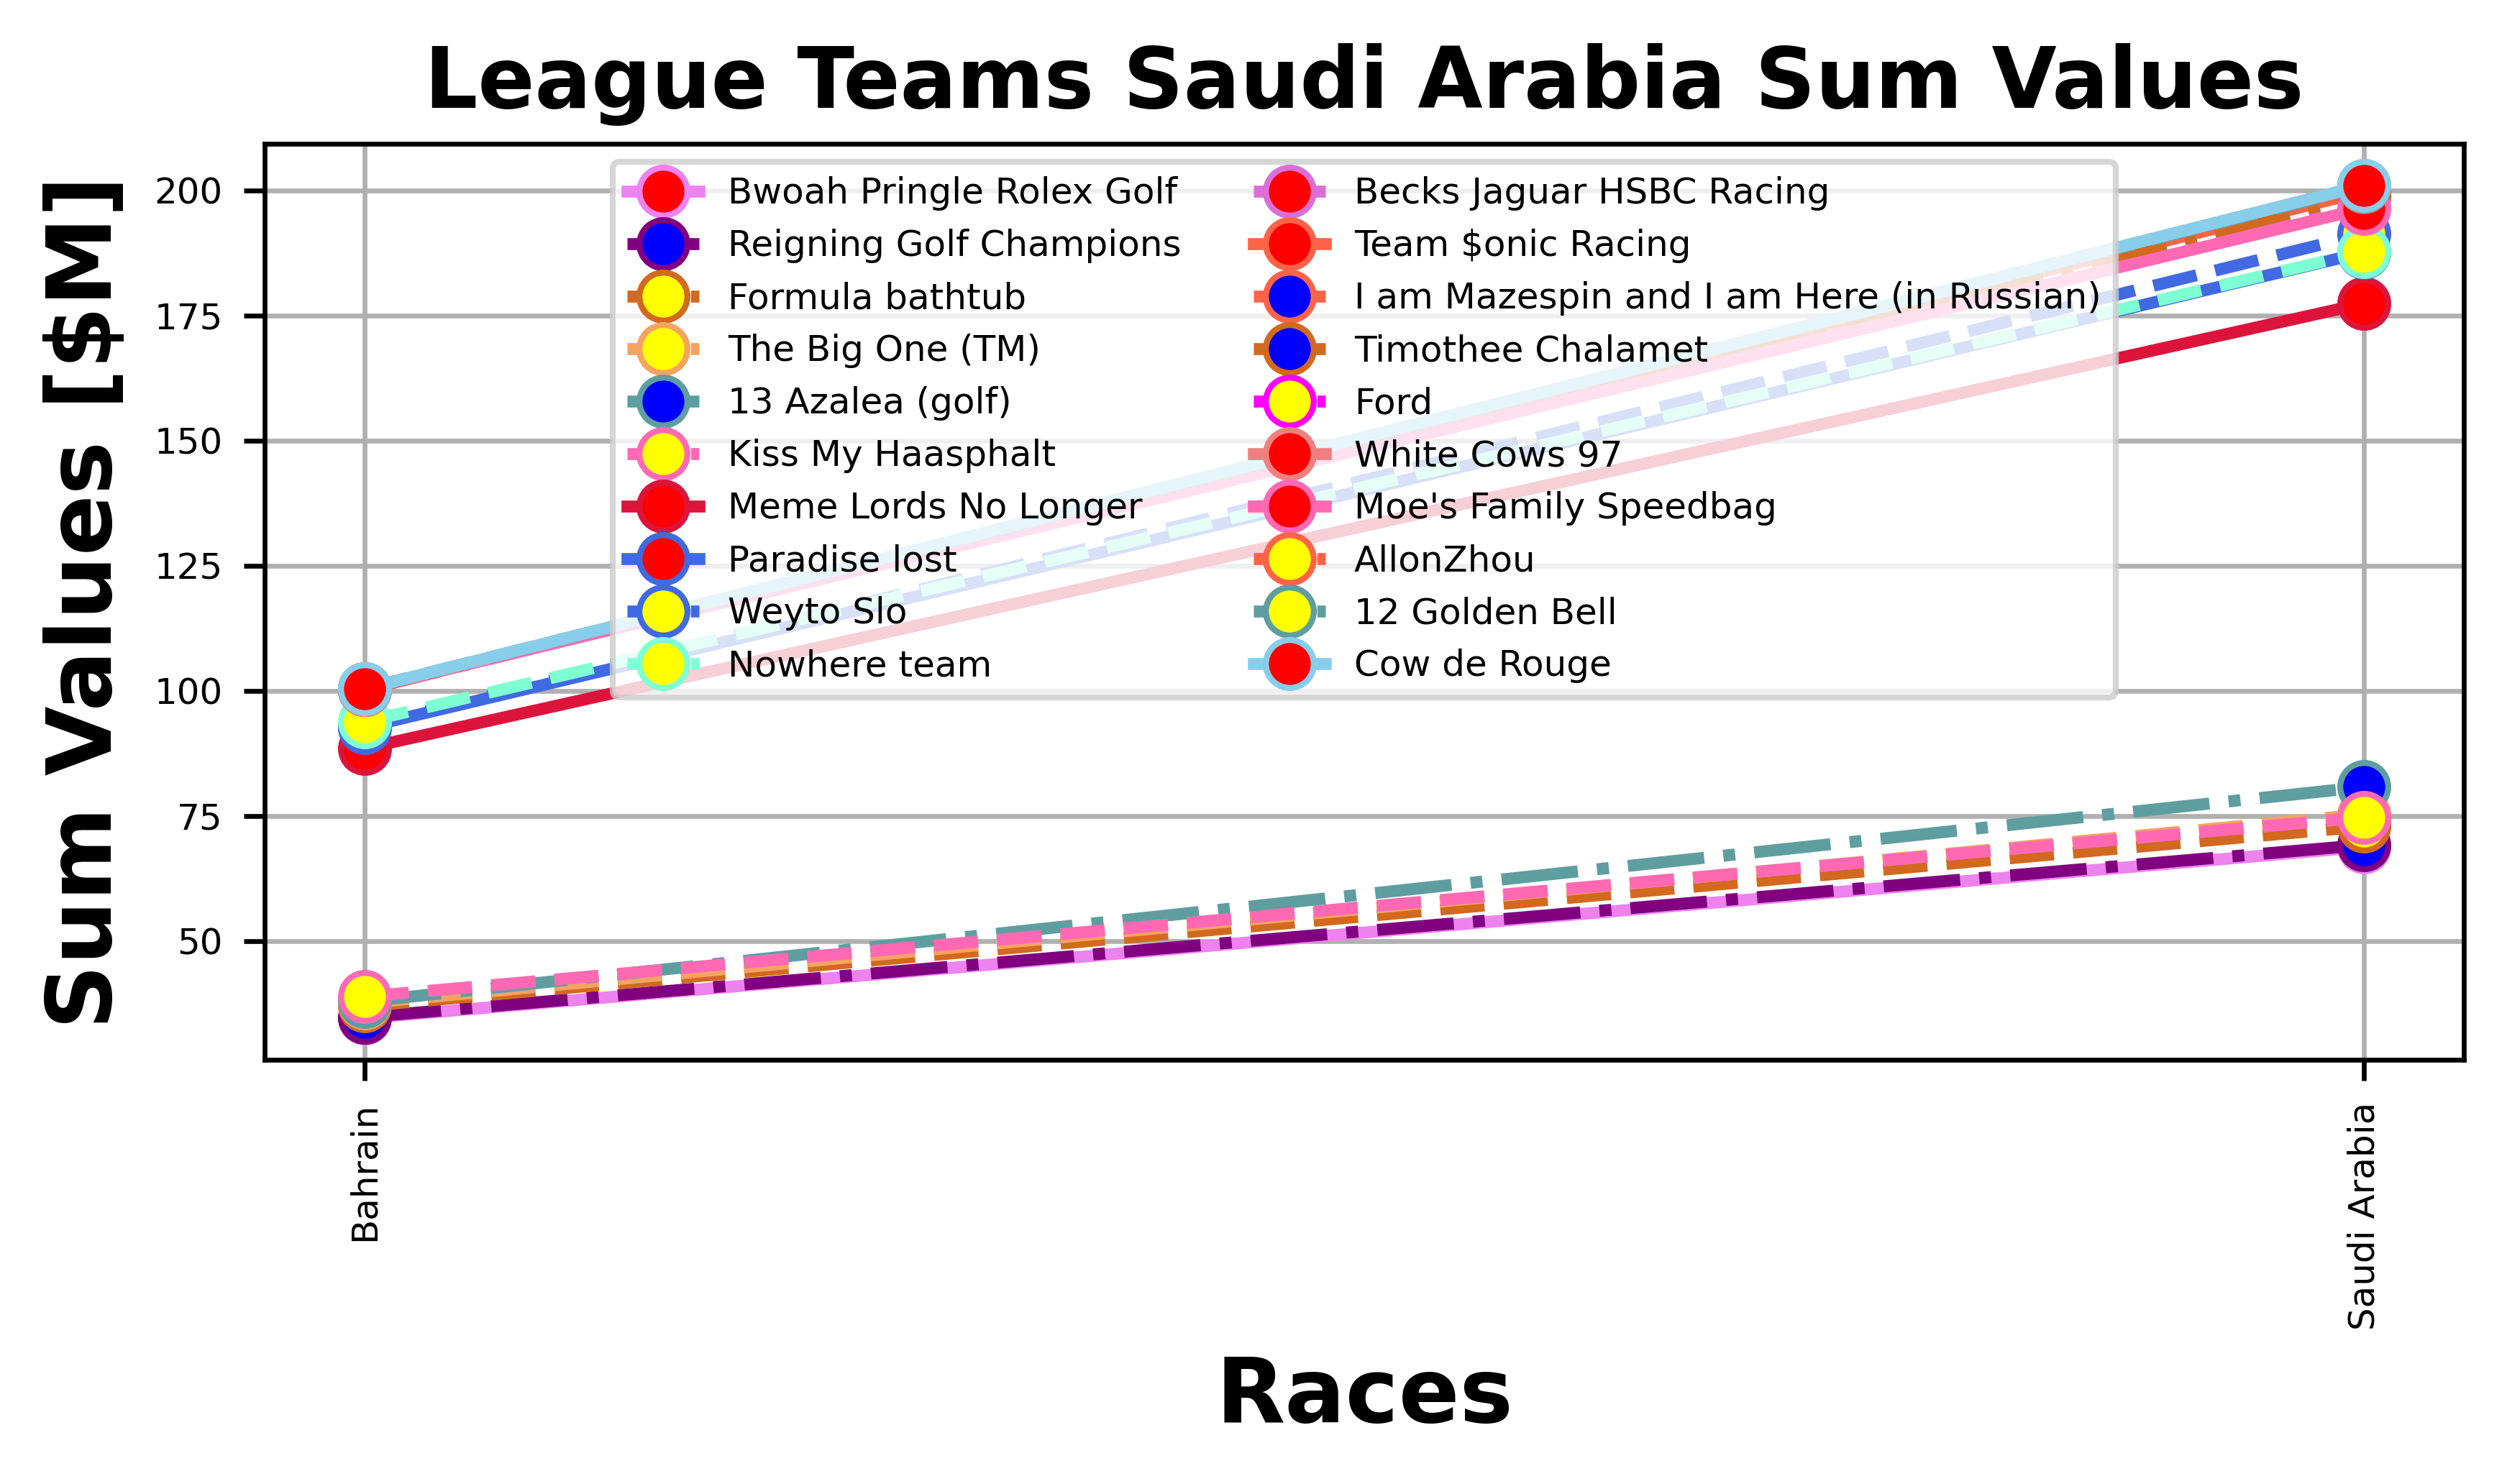 League Teams Saudi Arabia Sum Values
Sum Values [$M]
200
175
150
125
100
75
50
Bwoah Pringle Rolex Golf
Reigning Golf Champions
Formula bathtub
The Big One (TM)
13 Azalea (golf)
Kiss My Haasphalt
Meme Lords No Longer
Paradise lost
Weyto Slo
Nowhere team
Becks Jaguar HSBC Racing
Team $onic Racing
I am Mazespin and I am Here (in Russian)
Timothee Chalamet
Ford
White Cows 97
Moe's Family Speedbag
AllonZhou
12 Golden Bell
Cow de Rouge
Bahrain
Saudi Arabia
Races